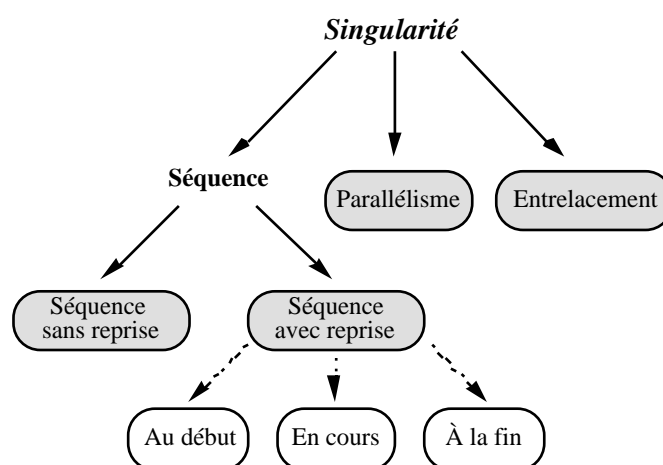 Singularité
Séquence
Parallélisme
Entrelacement
Séquence
sans reprise
Séquence
avec reprise
Au début
En cours
À la fin